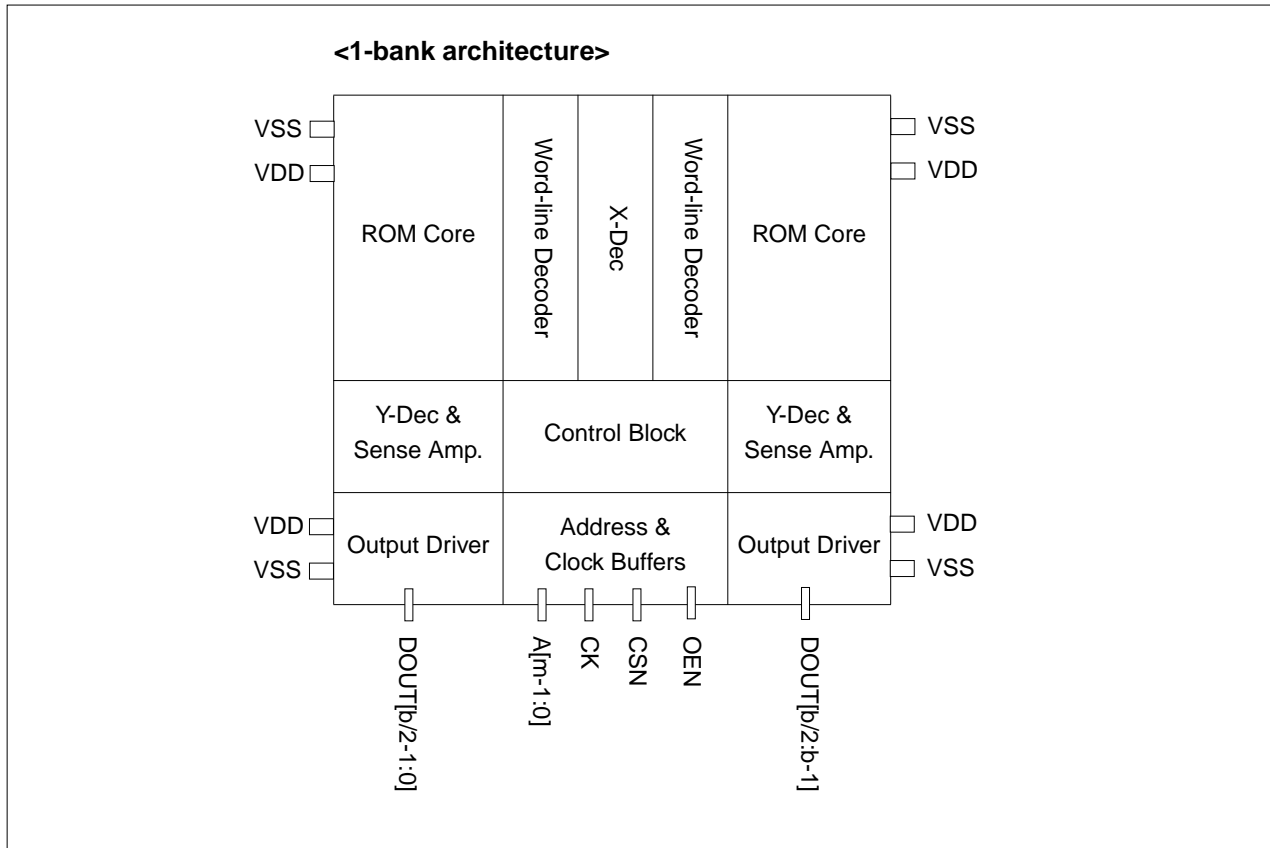 <1-bank architecture>
VSS
VDD
ROM Core
Word-line Decoder
X-Dec
Word-line Decoder
ROM Core
VSS
VDD
Y-Dec &
Sense Amp.
Control Block
Y-Dec &
Sense Amp.
VDD
VSS
Output Driver
Address &
Clock Buffers
Output Driver
VDD
VSS
DOUT[b/2-1:0]
A[m-1:0]
CK
CSN
OEN
DOUT[b/2:b-1]